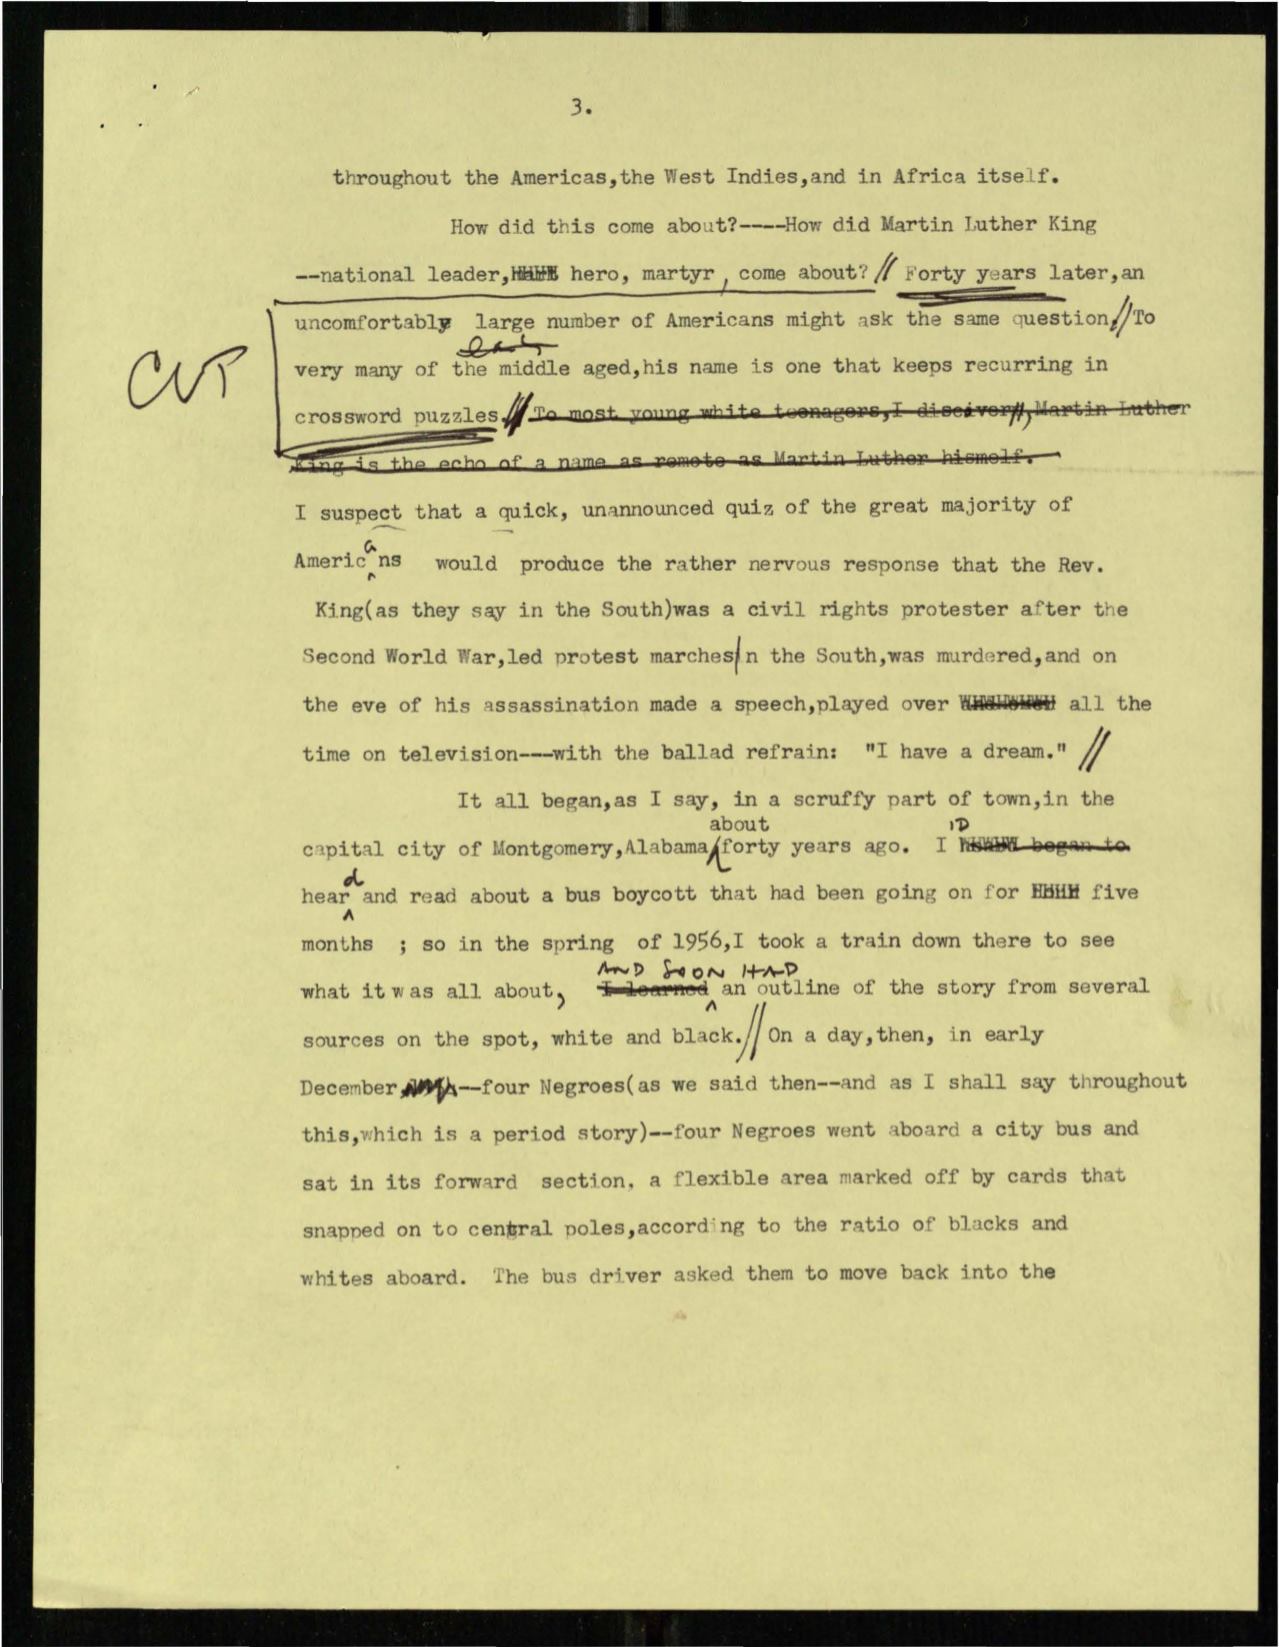 3.
throughout the Americas,the West Indies,and in Africa itself.
How did this come about?----How did Martin Luther King
--national leader, hero, martyr, come about?// Forty years later,an
uncomfortably large number of Americans might ask the same question.//To
CUT
very many of the middle aged,his name is one that keeps recurring in
crossword puzzles.// To most young white teenagers,I disciver//,Martin Luther
King is the echo of a name as remote as Martin Luther hismelf.
I suspect that a quick, unannounced quiz of the great majority of
a
Americ^ns would produce the rather nervous response that the Rev.
King(as they say in the South)was a civil rights protester after the
Second World War,led protest marches/n the South,was murdered,and on
the eve of his assassination made a speech,played over all the
time on television---with the ballad refrain: "I have a dream." //
It all began,as I say, in a scruffy part of town,in the
about
capital city of Montgomery,Alabama/forty years ago. I began to
d
hear^and read about a bus boycott that had been going on for five
months ; so in the spring of 1956,I took a train down there to see
AND SOON HAD
what it was all about, I learned ^ an outline of the story from several
sources on the spot, white and black.//On a day,then, in early
December --four Negroes(as we said then--and as I shall say throughout
this,which is a period story)--four Negroes went aboard a city bus and
sat in its forward section, a flexible area marked off by cards that
snapped on to central poles,according to the ratio of blacks and
whites aboard. The bus driver asked them to move back into the